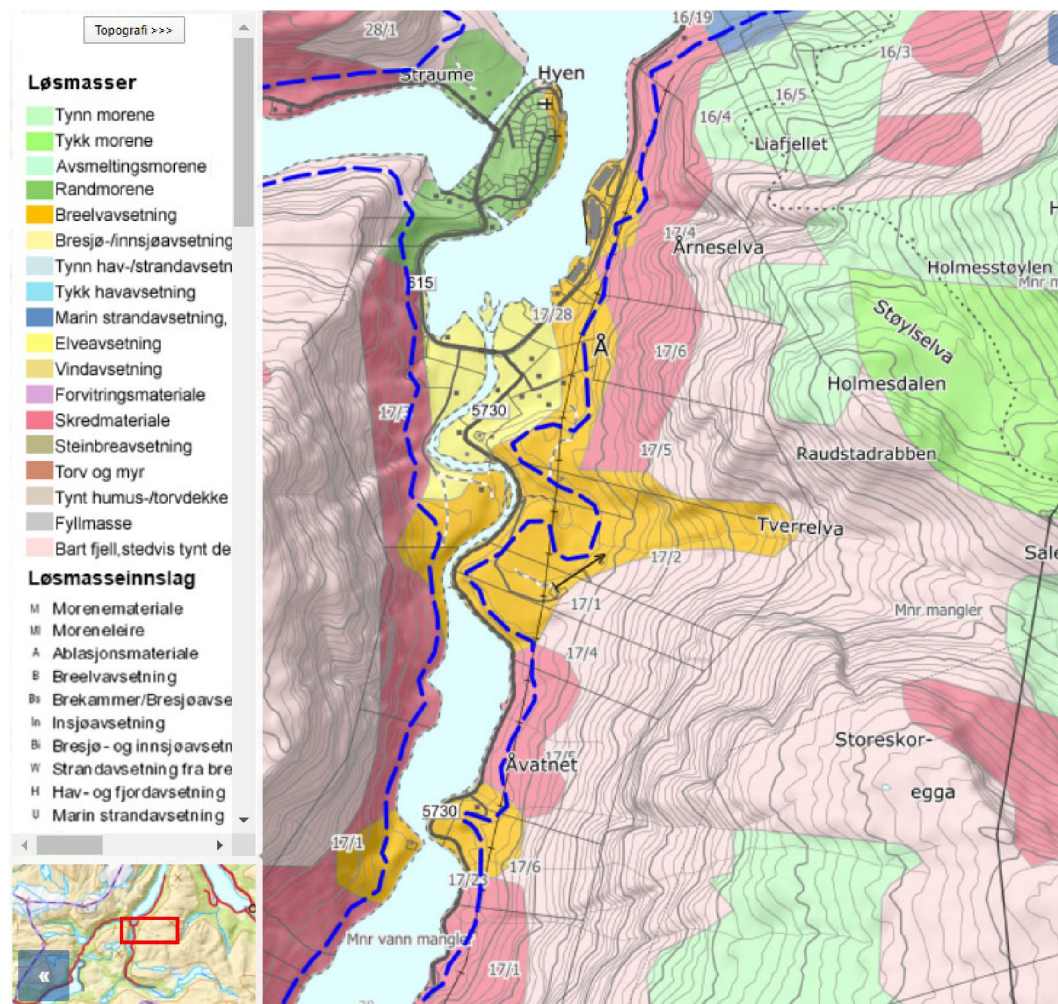 Topografi >>>
Løsmasser
Tynn morene
Tykk morene
Avsmeltingsmorene
Randmorene
Breelvavsetning
Bresjø-/innsjøavsetning
Tynn hav-/strandavsetn
Tykk havavsetning
Marin strandavsetning,
Elveavsetning
Vindavsetning
Forvitringsmateriale
Skredmateriale
Steinbreavsetning
Torv og myr
Tynt humus-/torvdekke
Fyllmasse
Bart fjell,stedvis tynt de
Løsmasseinnslag
M Morenemateriale
Ml Moreneleire
A Ablasjonsmateriale
B Breelvavsetning
Bs Brekammer/Bresjøavse
In Insjøavsetning
Bi Bresjø- og innsjøavsetn
W Strandavsetning fra bre
H Hav- og fjordavsetning
U Marin strandavsetning
«
28/1
16/19
16/3
Straume
Hyen
16/5
16/4
Liafjellet
17/4
Årneselva
H
Holmesstøylen
Mnr m
615
17/28
Støylselva
Å
17/6
Holmesdalen
17/3
5730
17/5
Raudstadrabben
Tverrelva
17/2
Sale
17/1
Mnr mangler
17/4
Storeskor-
egga
17/5
Åvatnet
5730
17/1
17/6
17/23
Mnr vann mangler
17/1